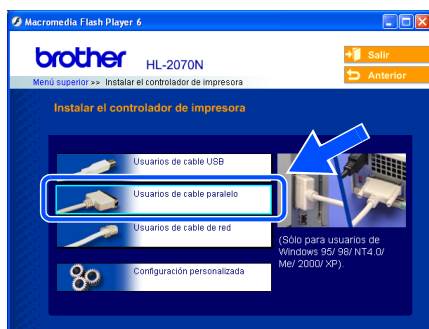 Macromedia Flash Player 6
brother
HL-2070N
Salir
Anterior
Menú superior >> Instalar el controlador de impresora
Instalar el controlador de impresora
Usuarios de cable USB
Usuarios de cable paralelo
Usuarios de cable de red
Configuración personalizada
(Sólo para usuarios de
Windows 95/ 98/ NT4.0/
Me/ 2000/ XP).